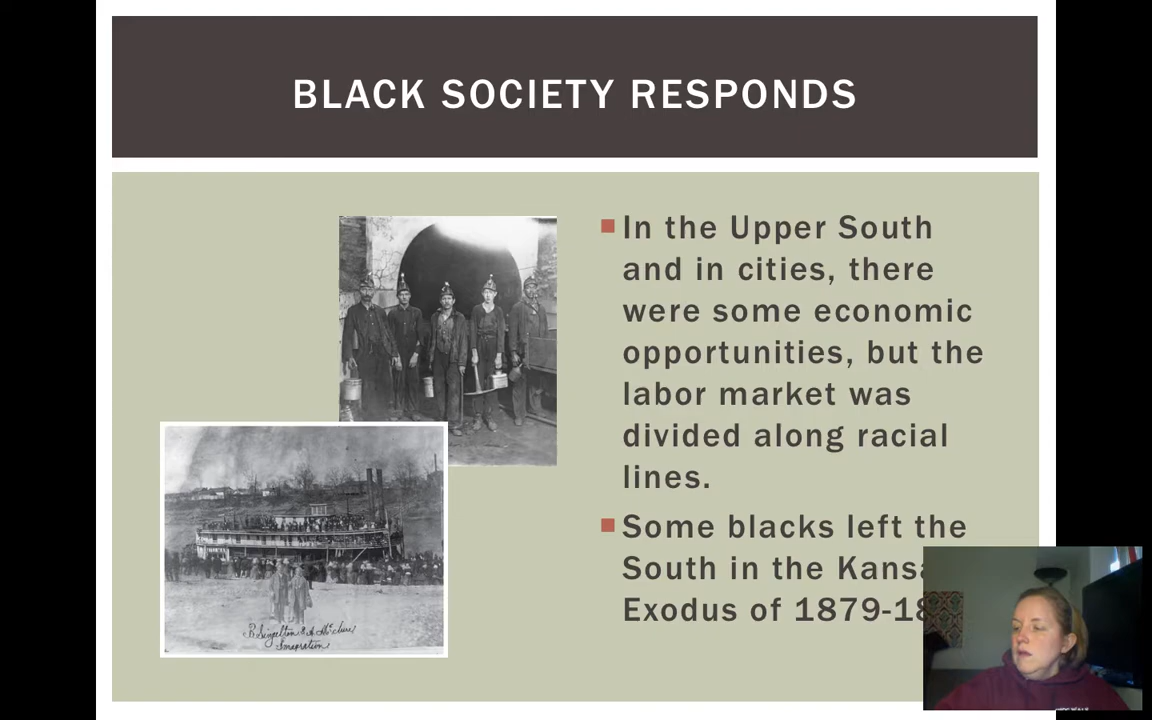 BLACK SOCIETY RESPONDS
In the Upper South
and in cities, there
were some economic
opportunities, but the
labor market was
divided along racial
lines.
Some blacks left the
South in the Kansa
Exodus of 1879-18